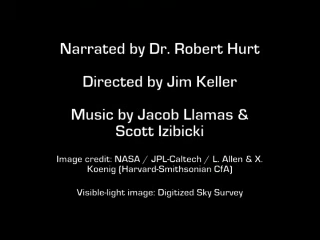 Narrated by Dr. Robert Hurt
Directed by Jim Keller
Music by Jacob Llamas &
Scott Izibicki
Image credit: NASA / JPL-Caltech / L. Allen & X.
Koenig (Harvard-Smithsonian CfA)
Visible-light image: Digitized Sky Survey